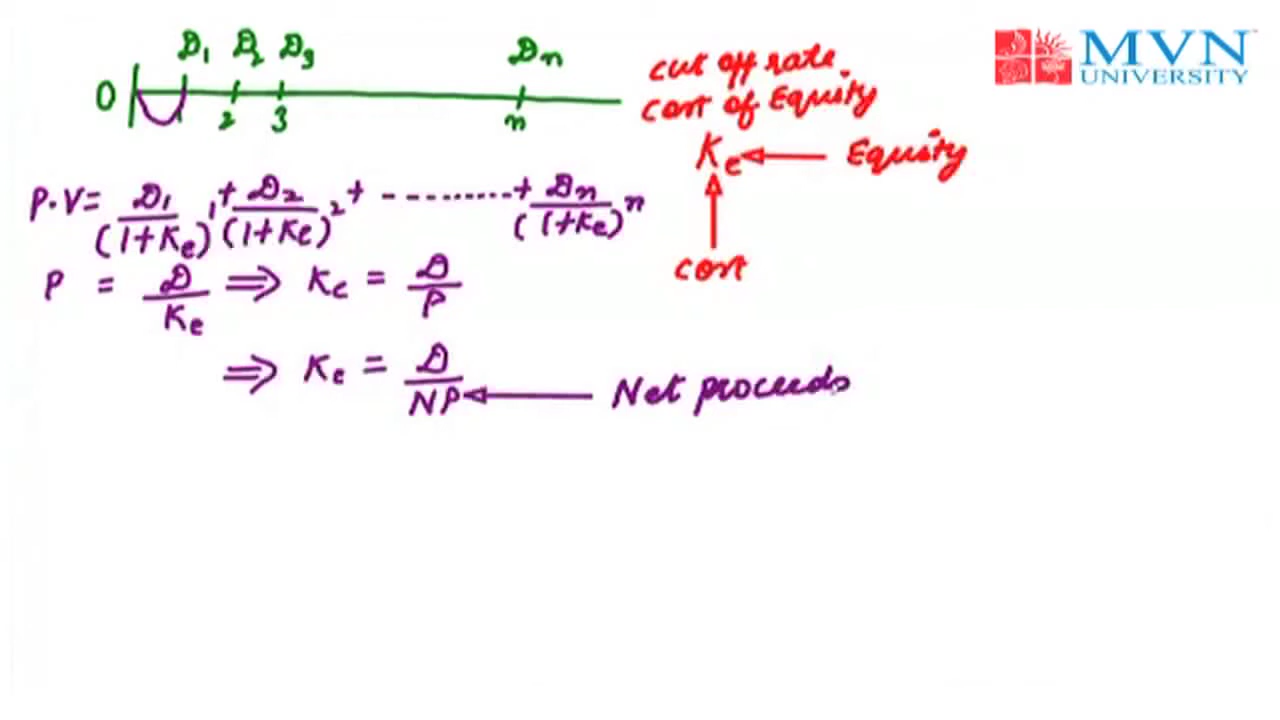 MVN
UNIVERSITY
D1 D2 D3 Dn
0 2 3 n
cut off rate
cost of Equity
Ke ← Equity
↑
cost
P.V = D1/(1+Ke)^1 + D2/(1+Ke)^2 + ---------- + Dn/((1+Ke)^n
P = D/Ke ⇒ Ke = D/P
⇒ Ke = D/NP ← Net proceeds